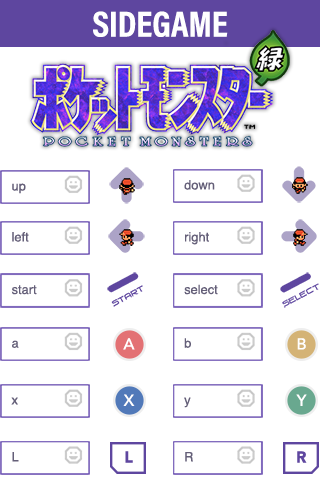 SIDEGAME
緑
ポケットモンスター
TM
POCKET MONSTERS
up
down
left
right
start START
select SELECT
a A
b B
x X
y Y
L L
R R